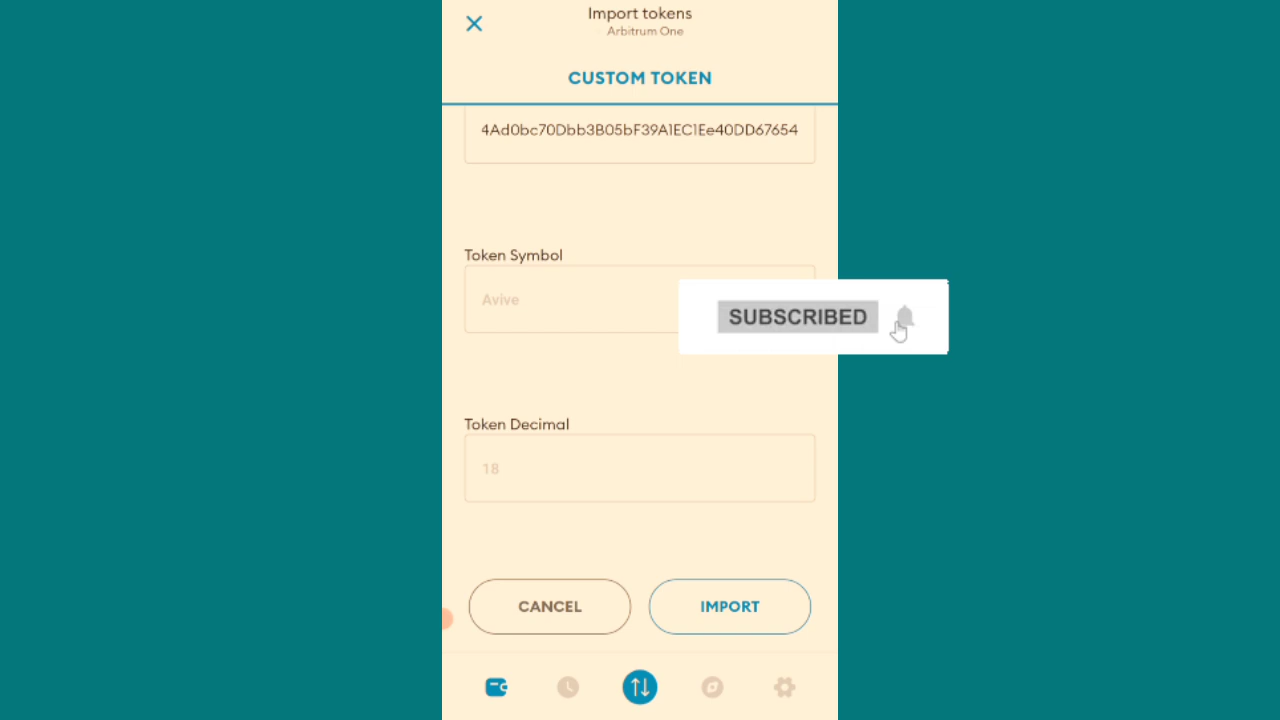 Import tokens
Arbitrum One
CUSTOM TOKEN
4Ad0bc70Dbb3B05bF39A1EC1Ee40DD67654
Token Symbol
Avive
SUBSCRIBED
Token Decimal
18
CANCEL
IMPORT